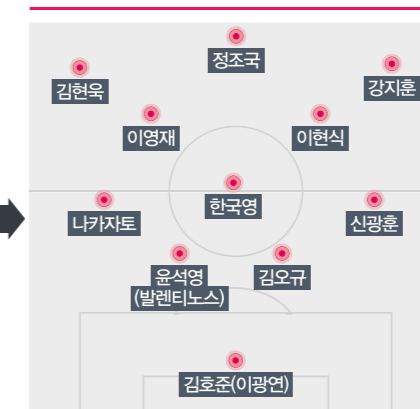 정조국
김현욱
강지훈
이영재
이현식
한국영
나카자토
신광훈
윤석영
(발렌티노스)
김오규
김호준(이광연)